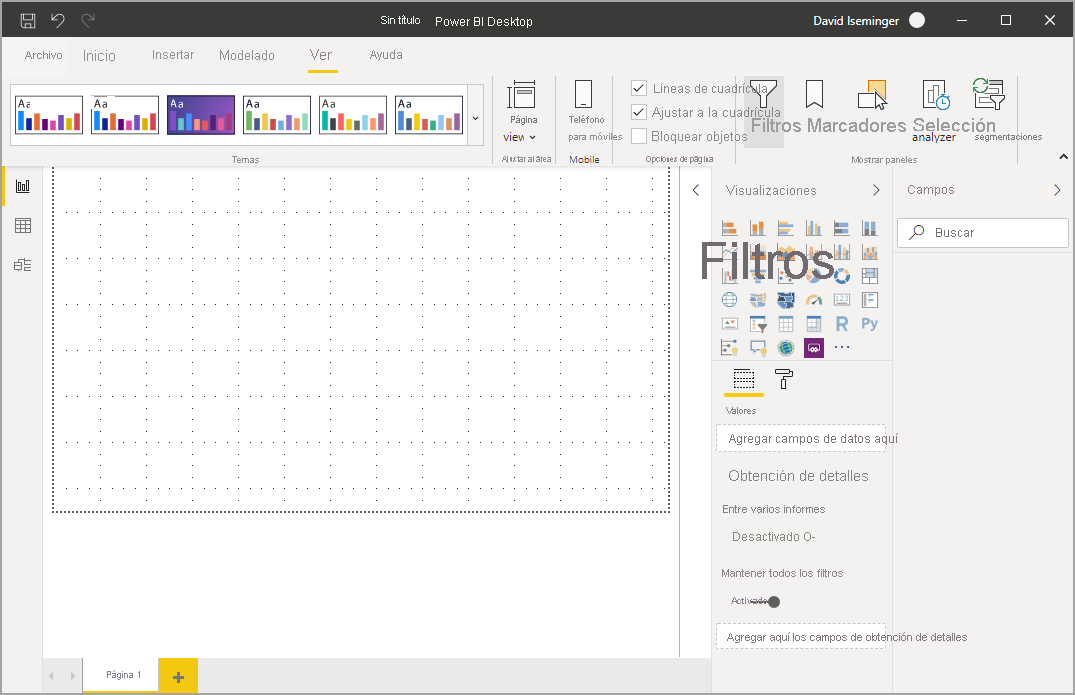 Sin título Power BI Desktop David Iseminger
Archivo Inicio Insertar Modelado Ver Ayuda
Aa Aa Aa Aa Aa Aa
Temas
Página
view
Ajustar al área
Teléfono
para móviles
Mobile
Líneas de cuadrícula
Ajustar a la cuadrícula
Bloquear objetos
Opciones de página
Filtros Marcadores Selección
analyzer segmentaciones
Mostrar paneles
Filtros
Visualizaciones
123
R Py
Valores
Agregar campos de datos aquí
Obtención de detalles
Entre varios informes
Desactivado O-
Mantener todos los filtros
Activado
Agregar aquí los campos de obtención de detalles
Campos
Buscar
Página 1